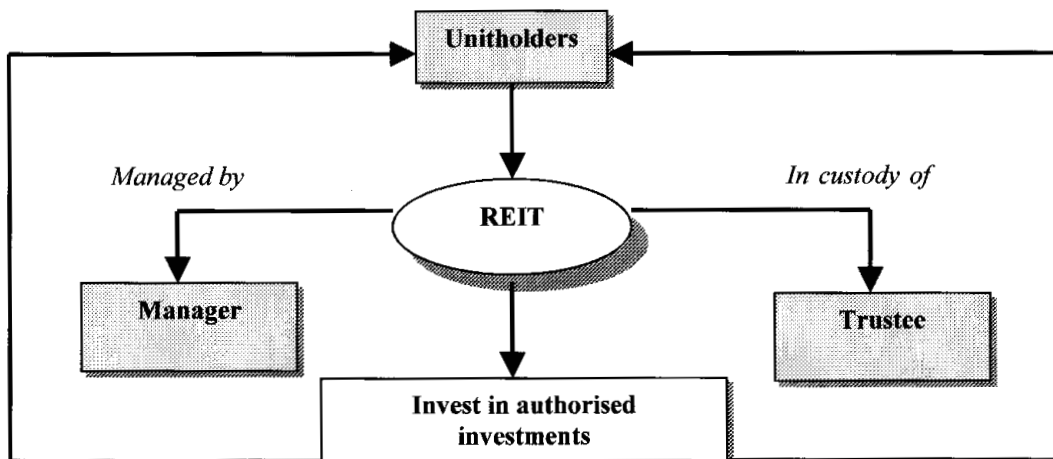 Unitholders
Managed by
In custody of
REIT
Manager
Trustee
Invest in authorised
investments